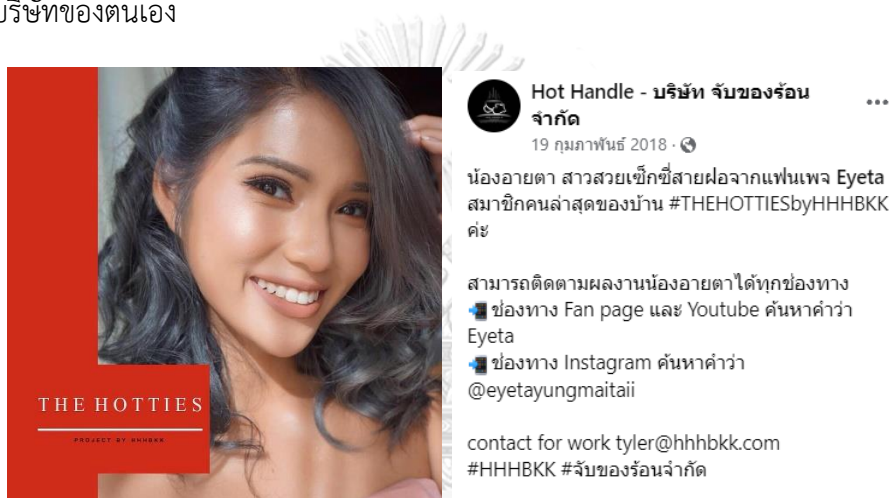 บริษัทของตนเอง
THE HOTTIES
PROJECT BY HHHBKK
Hot Handle - บริษัท จับของร้อน
จำกัด
19 กุมภาพันธ์ 2018
น้องอายตา สาวสวยเซ็กซี่สายฝอจากแฟนเพจ Eyeta
สมาชิกคนล่าสุดของบ้าน #THEHOTTIESbyHHHBKK
ค่ะ
สามารถติดตามผลงานน้องอายตาได้ทุกช่องทาง
📲 ช่องทาง Fan page และ Youtube ค้นหาคำว่า
Eyeta
📲 ช่องทาง Instagram ค้นหาคำว่า
@eyetayungmaitaii
contact for work tyler@hhhbkk.com
#HHHBKK #จับของร้อนจำกัด